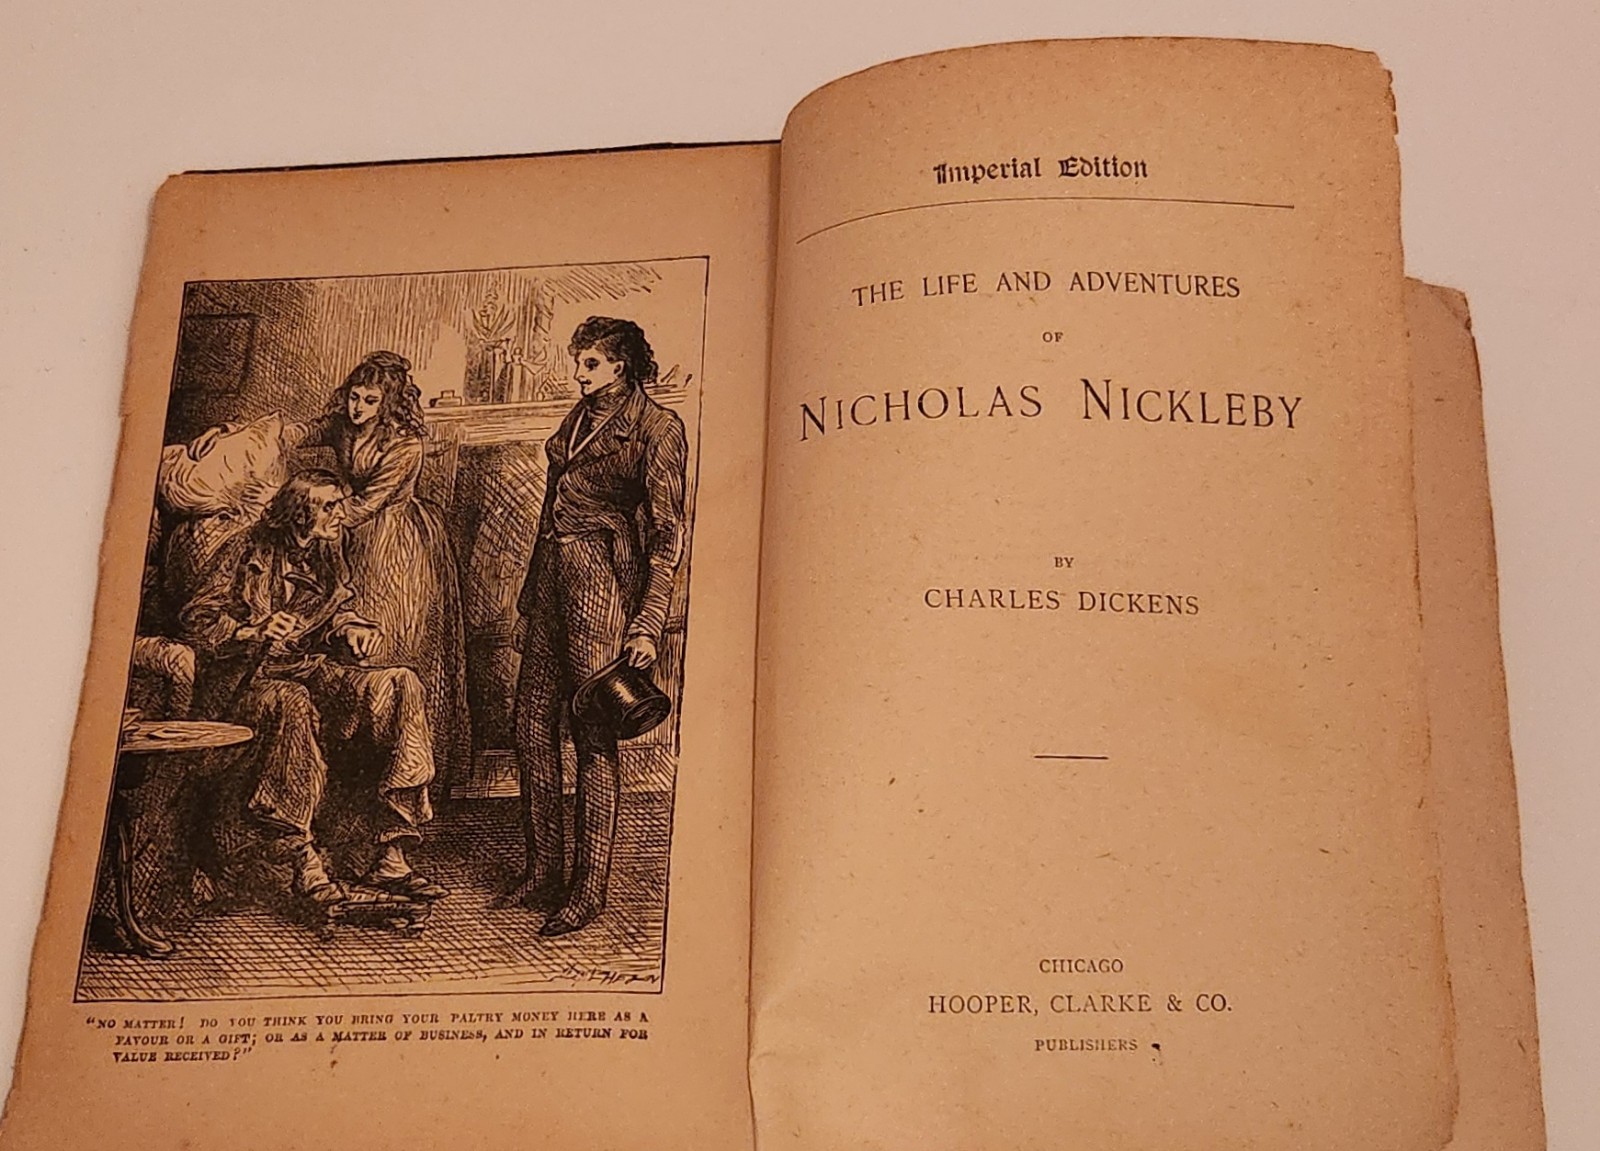 "NO MATTER! DO YOU THINK YOU BRING YOUR PALTRY MONEY HERE AS A
FAVOUR OR A GIFT; OR AS A MATTER OF BUSINESS, AND IN RETURN FOR
VALUE RECEIVED?"
Imperial Edition
THE LIFE AND ADVENTURES
OF
NICHOLAS NICKLEBY
BY
CHARLES DICKENS
CHICAGO
HOOPER, CLARKE & CO.
PUBLISHERS